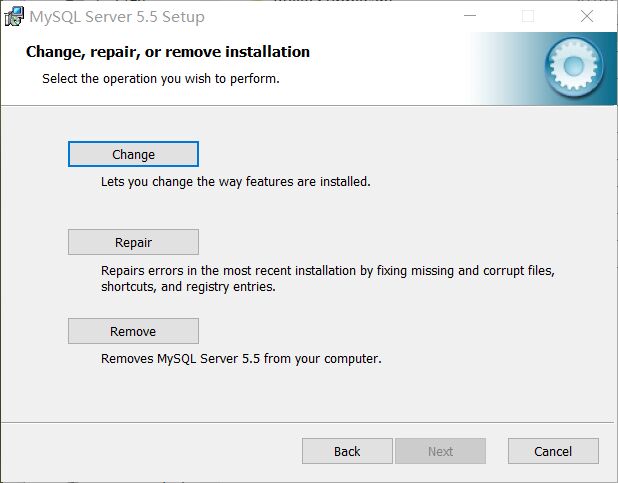 MySQL Server 5.5 Setup
Change, repair, or remove installation
Select the operation you wish to perform.
Change
Lets you change the way features are installed.
Repair
Repairs errors in the most recent installation by fixing missing and corrupt files,
shortcuts, and registry entries.
Remove
Removes MySQL Server 5.5 from your computer.
Back
Next
Cancel